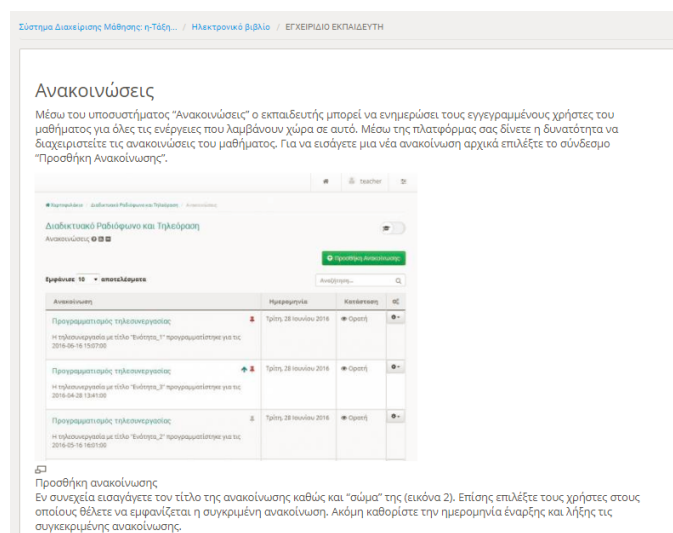 Σύστημα Διαχείρισης Μάθησης: η-Τάξη... / Ηλεκτρονικό βιβλίο / ΕΓΧΕΙΡΙΔΙΟ ΕΚΠΑΙΔΕΥΤΗ
Ανακοινώσεις
Μέσω του υποσυστήματος “Ανακοινώσεις” ο εκπαιδευτής μπορεί να ενημερώσει τους εγγεγραμμένους χρήστες του
μαθήματος για όλες τις ενέργειες που λαμβάνουν χώρα σε αυτό. Μέσω της πλατφόρμας σας δίνετε η δυνατότητα να
διαχειριστείτε τις ανακοινώσεις του μαθήματος. Για να εισάγετε μια νέα ανακοίνωση αρχικά επιλέξτε το σύνδεσμο
“Προσθήκη Ανακοίνωσης”.
teacher
Χαρτοφυλάκιο / Διαδικτυακό Ραδιόφωνο και Τηλεόραση / Ανακοινώσεις
Διαδικτυακό Ραδιόφωνο και Τηλεόραση
Ανακοινώσεις
Προσθήκη Ανακοίνωσης
Εμφάνισε 10 αποτελέσματα Αναζήτηση...
Ανακοίνωση Ημερομηνία Κατάσταση
Προγραμματισμός τηλεσυνεργασίας Τρίτη, 28 Ιουνίου 2016 Ορατή
Η τηλεσυνεργασία με τίτλο "Ενότητα_1" προγραμματίστηκε για τις
2016-06-16 15:07:00
Προγραμματισμός τηλεσυνεργασίας Τρίτη, 28 Ιουνίου 2016 Ορατή
Η τηλεσυνεργασία με τίτλο "Ενότητα_3" προγραμματίστηκε για τις
2016-04-28 13:41:00
Προγραμματισμός τηλεσυνεργασίας Τρίτη, 28 Ιουνίου 2016 Ορατή
Η τηλεσυνεργασία με τίτλο "Ενότητα_2" προγραμματίστηκε για τις
2016-05-16 16:01:00
Προσθήκη ανακοίνωσης
Εν συνεχεία εισαγάγετε τον τίτλο της ανακοίνωσης καθώς και “σώμα” της (εικόνα 2). Επίσης επιλέξτε τους χρήστες στους
οποίους θέλετε να εμφανίζεται η συγκριμένη ανακοίνωση. Ακόμη καθορίστε την ημερομηνία έναρξης και λήξης τις
συγκεκριμένης ανακοίνωσης.